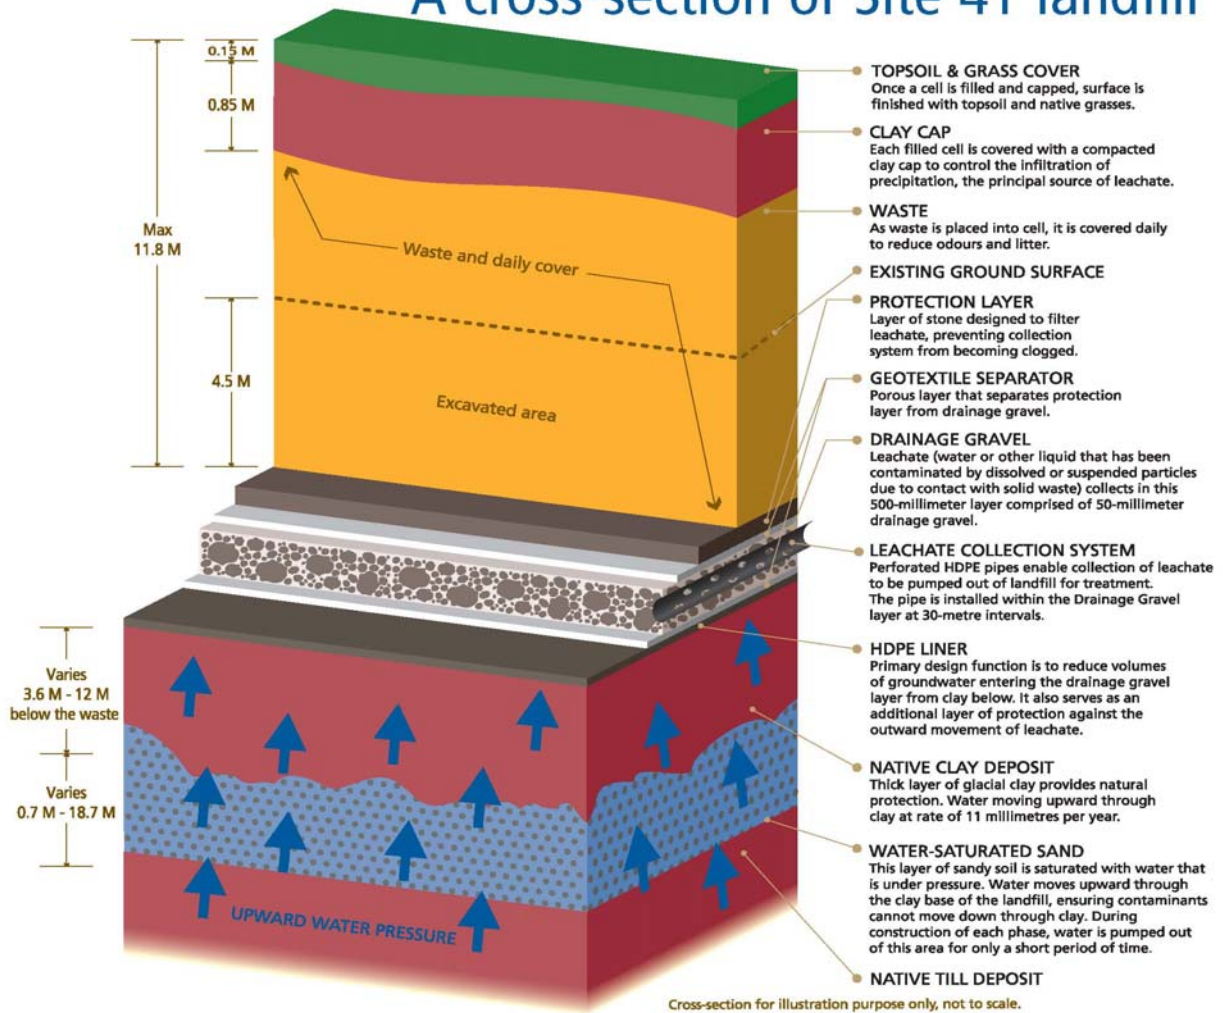 A cross-section of Site 41 landfill
0.15 M
0.85 M
Max
11.8 M
4.5 M
Waste and daily cover
Excavated area
Varies
3.6 M - 12 M
below the waste
Varies
0.7 M - 18.7 M
UPWARD WATER PRESSURE
TOPSOIL & GRASS COVER
Once a cell is filled and capped, surface is
finished with topsoil and native grasses.
CLAY CAP
Each filled cell is covered with a compacted
clay cap to control the infiltration of
precipitation, the principal source of leachate.
WASTE
As waste is placed into cell, it is covered daily
to reduce odours and litter.
EXISTING GROUND SURFACE
PROTECTION LAYER
Layer of stone designed to filter
leachate, preventing collection
system from becoming clogged.
GEOTEXTILE SEPARATOR
Porous layer that separates protection
layer from drainage gravel.
DRAINAGE GRAVEL
Leachate (water or other liquid that has been
contaminated by dissolved or suspended particles
due to contact with solid waste) collects in this
500-millimeter layer comprised of 50-millimeter
drainage gravel.
LEACHATE COLLECTION SYSTEM
Perforated HDPE pipes enable collection of leachate
to be pumped out of landfill for treatment.
The pipe is installed within the Drainage Gravel
layer at 30-metre intervals.
HDPE LINER
Primary design function is to reduce volumes
of groundwater entering the drainage gravel
layer from clay below. It also serves as an
additional layer of protection against the
outward movement of leachate.
NATIVE CLAY DEPOSIT
Thick layer of glacial clay provides natural
protection. Water moving upward through
clay at rate of 11 millimetres per year.
WATER-SATURATED SAND
This layer of sandy soil is saturated with water that
is under pressure. Water moves upward through
the clay base of the landfill, ensuring contaminants
cannot move down through clay. During
construction of each phase, water is pumped out
of this area for only a short period of time.
NATIVE TILL DEPOSIT
Cross-section for illustration purpose only, not to scale.